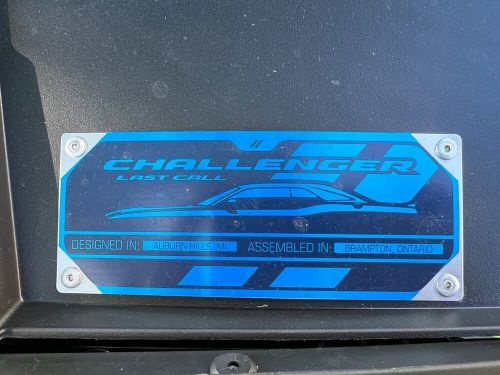 CHALLENGER
LAST CALL
DESIGNED IN: AUBURN HILLS, MI ASSEMBLED IN: BRAMPTON, ONTARIO